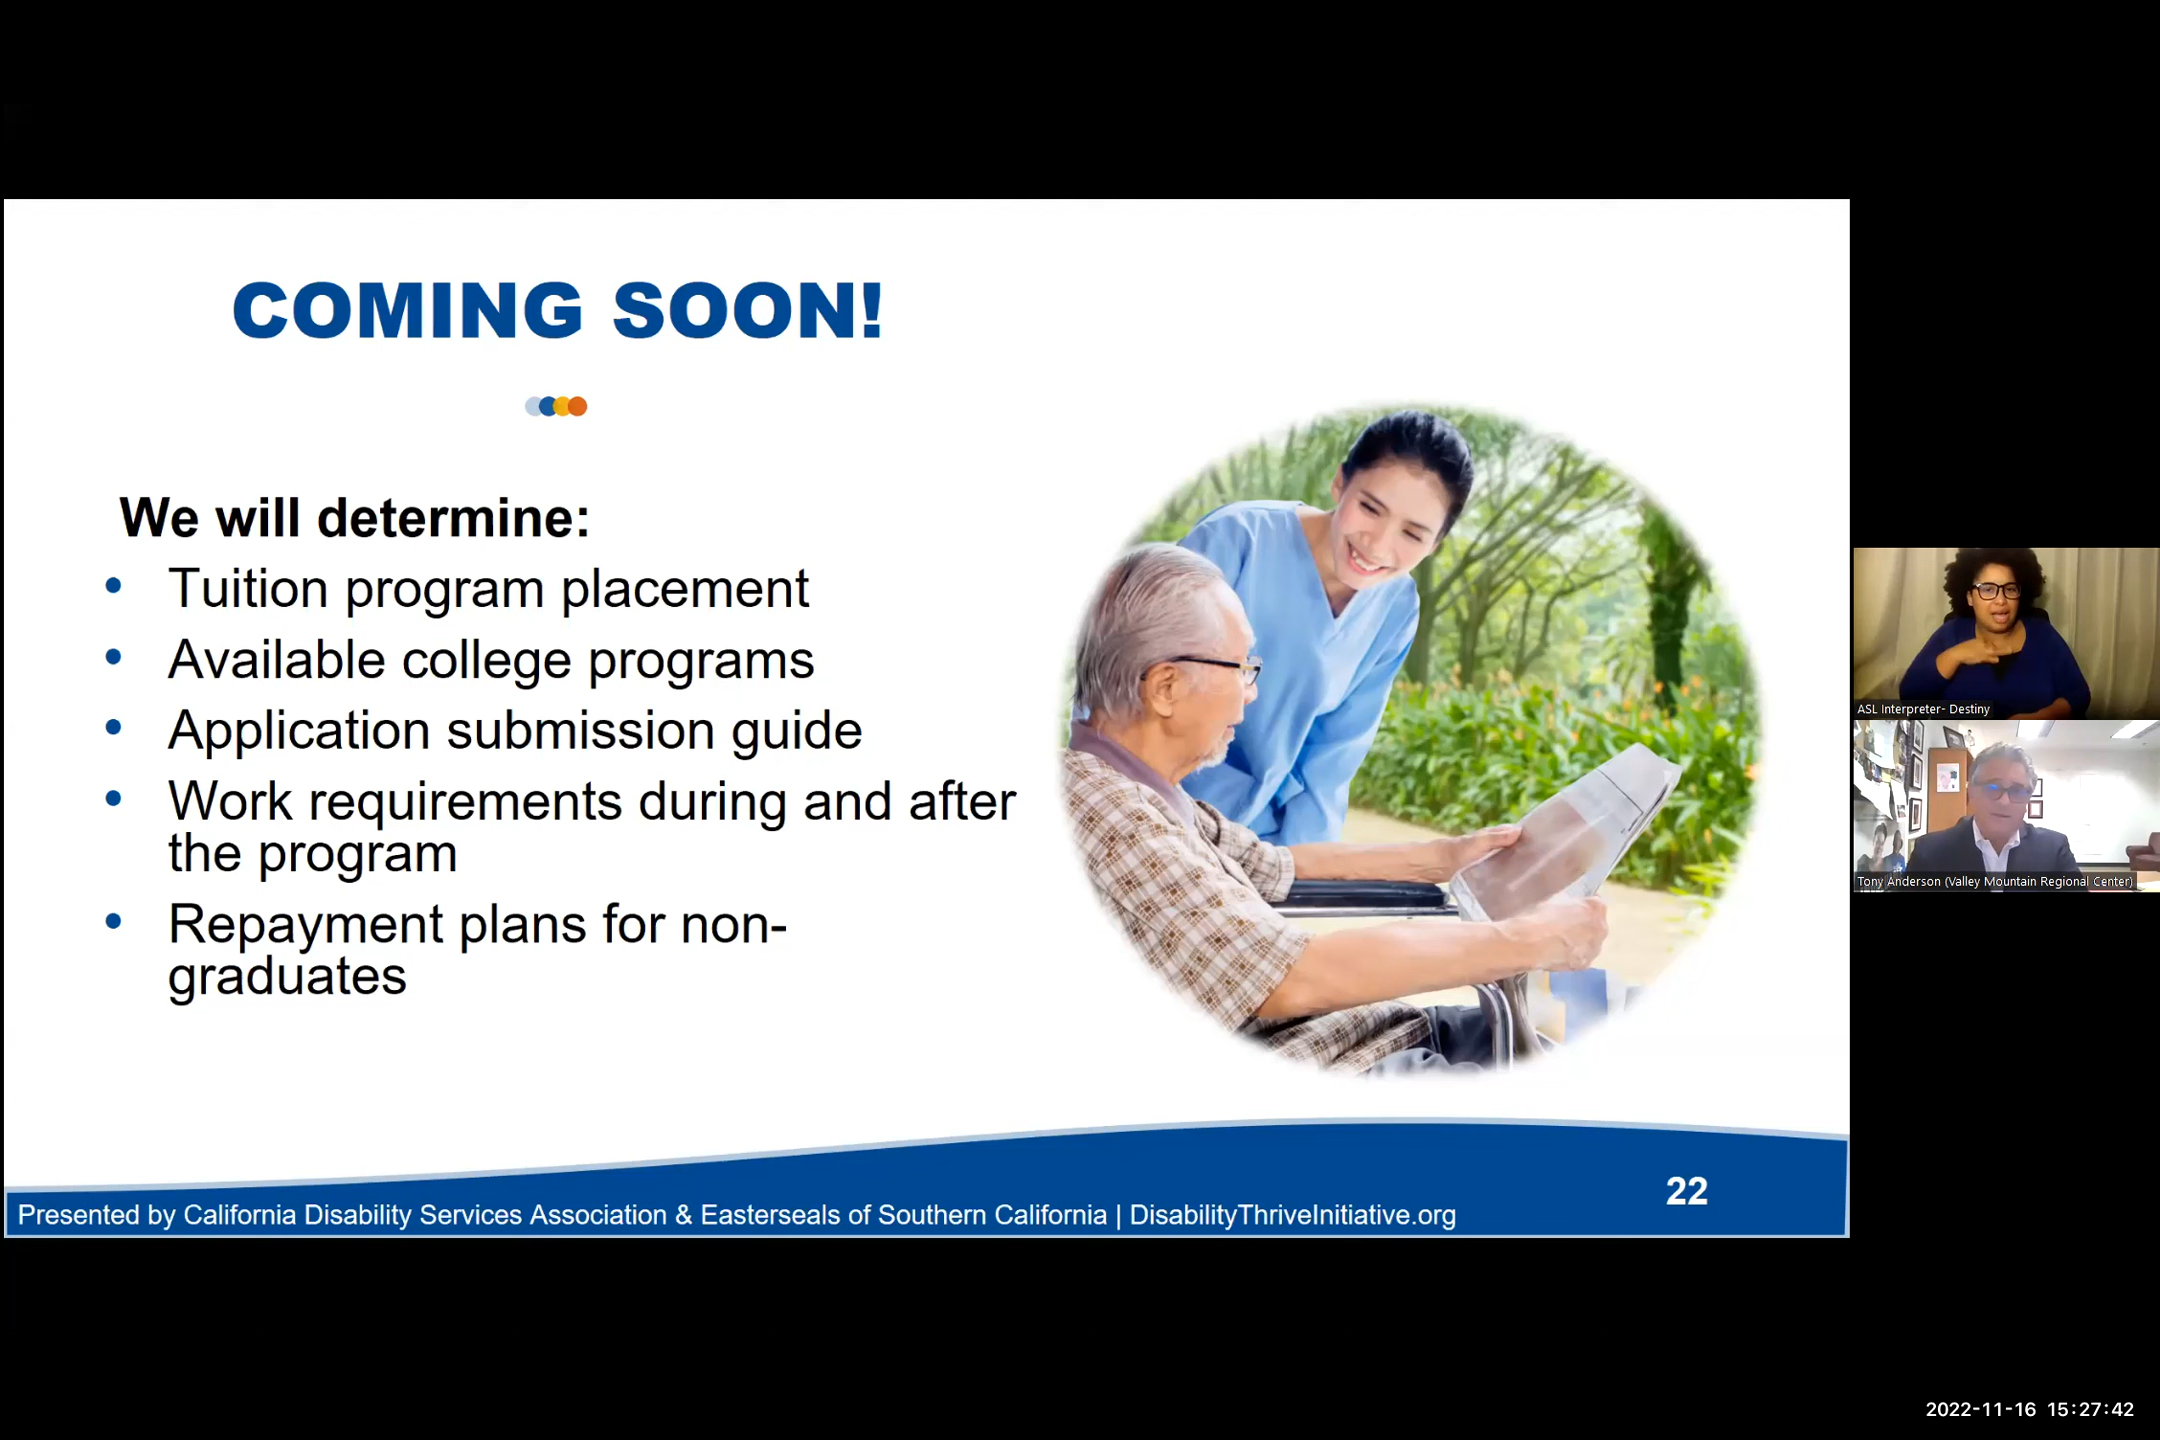 COMING SOON!
We will determine:
• Tuition program placement
• Available college programs
• Application submission guide
• Work requirements during and after
the program
• Repayment plans for non-
graduates
Presented by California Disability Services Association & Easterseals of Southern California | DisabilityThriveInitiative.org
22
ASL Interpreter- Destiny
Tony Anderson (Valley Mountain Regional Center)
2022-11-16 15:27:42